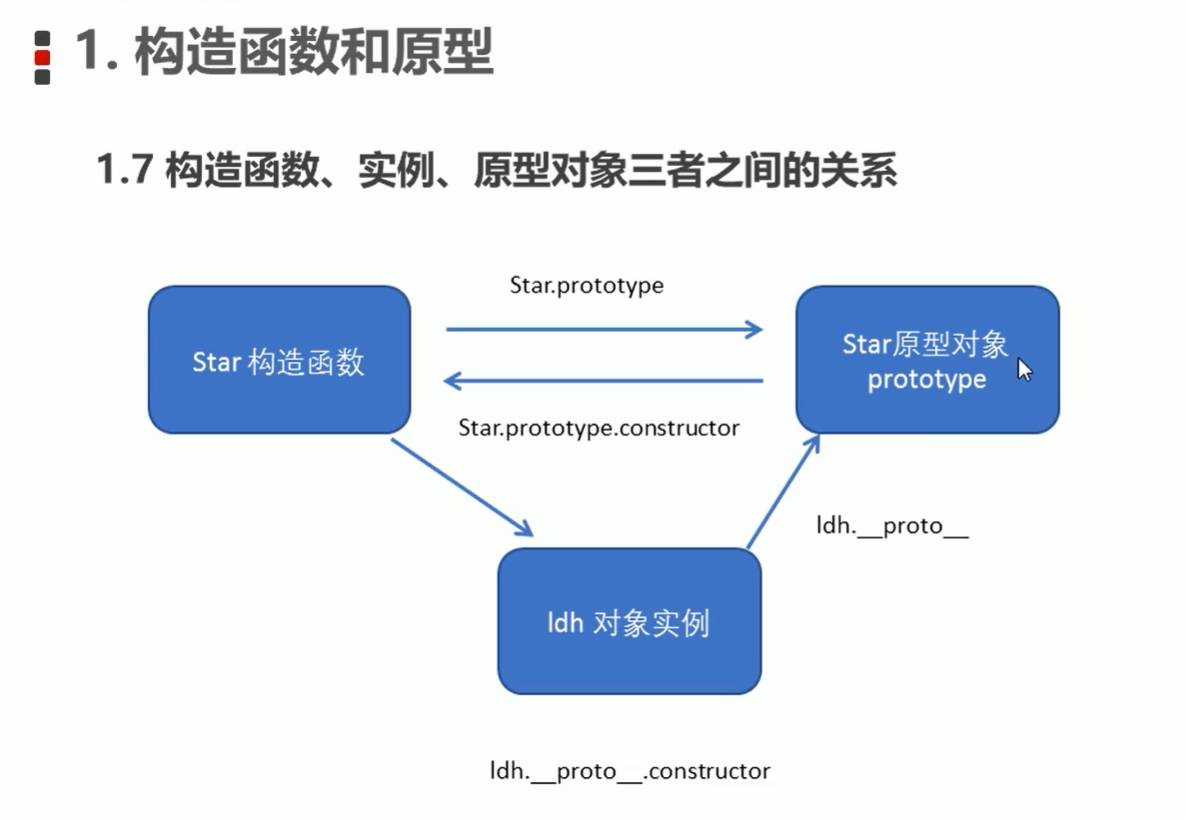 1. 构造函数和原型
1.7 构造函数、实例、原型对象三者之间的关系
Star.prototype
Star 构造函数
Star原型对象
prototype
Star.prototype.constructor
ldh.__proto__
ldh 对象实例
ldh.__proto__.constructor